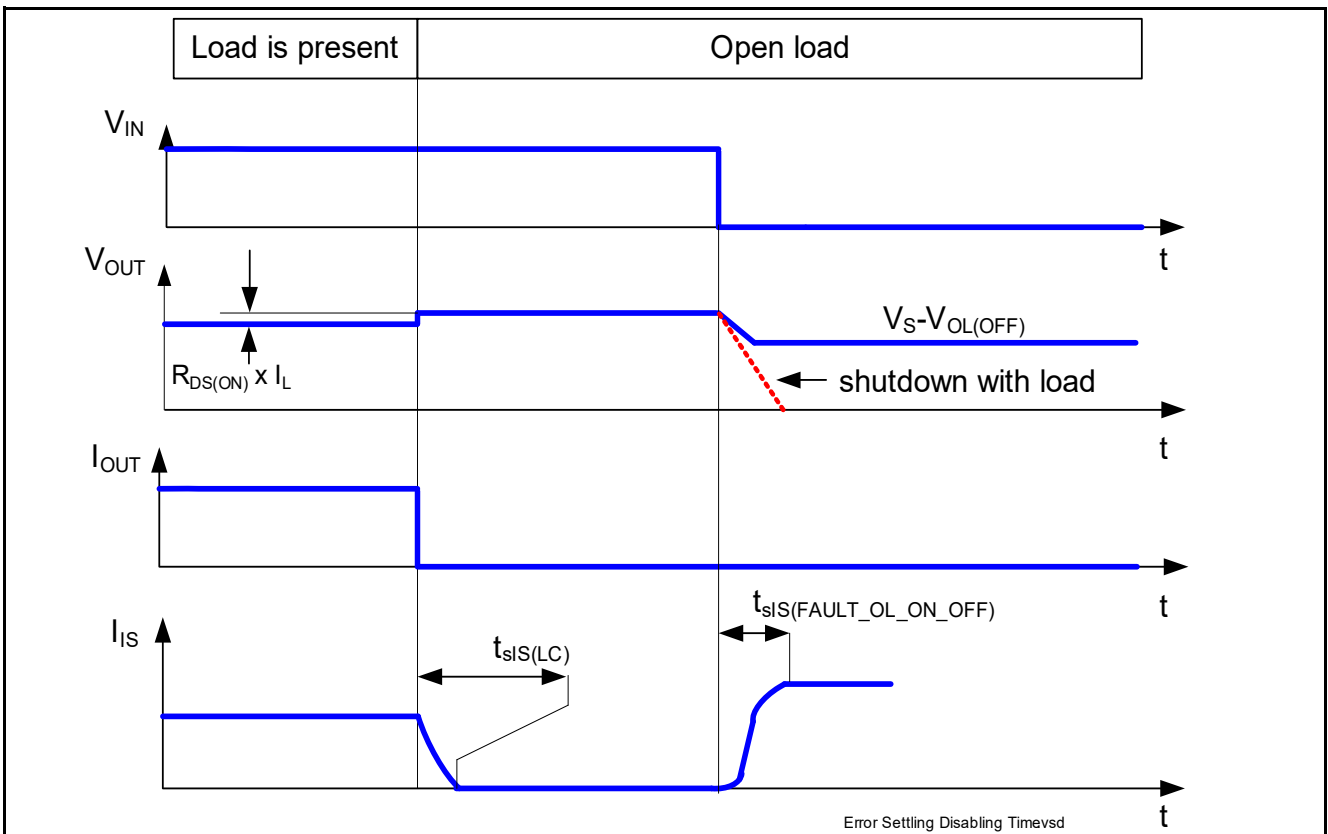 Load is present
Open load
VIN
t
VOUT
VS-VOL(OFF)
RDS(ON) x IL
shutdown with load
t
IOUT
t
tsIS(FAULT_OL_ON_OFF)
IIS
tsIS(LC)
t
Error Settling Disabling Timevsd